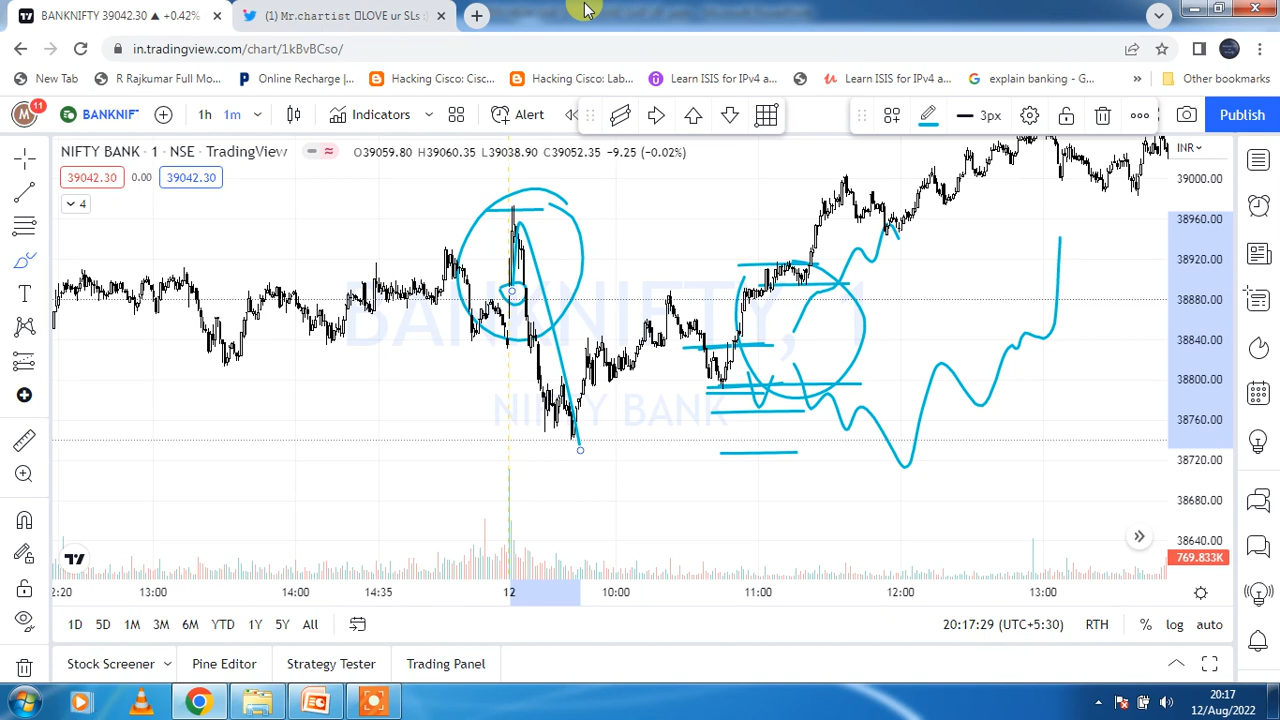 BANKNIFTY 39042.30 ▲ +0.42%
(1) Mr.chartist LOVE ur SLs
in.tradingview.com/chart/1kBvBCso/
New Tab
R Rajkumar Full Mo...
Online Recharge |...
Hacking Cisco: Cisc...
Hacking Cisco: Lab...
Learn ISIS for IPv4 a...
Learn ISIS for IPv4 a...
explain banking - G...
»
Other bookmarks
M
11
BANKNIF
1h
1m
Indicators
Alert
3px
Publish
NIFTY BANK · 1 · NSE · TradingView
O39059.80 H39060.35 L39038.90 C39052.35 -9.25 (-0.02%)
INR
39042.30
0.00
39042.30
4
BANKNIFTY,
NIFTY BANK
39000.00
38960.00
38920.00
38880.00
38840.00
38800.00
38760.00
38720.00
38680.00
38640.00
769.833K
2:20
13:00
14:00
14:35
12
10:00
11:00
12:00
13:00
1D
5D
1M
3M
6M
YTD
1Y
5Y
All
20:17:29 (UTC+5:30)
RTH
%
log
auto
Stock Screener
Pine Editor
Strategy Tester
Trading Panel
20:17
12/Aug/2022